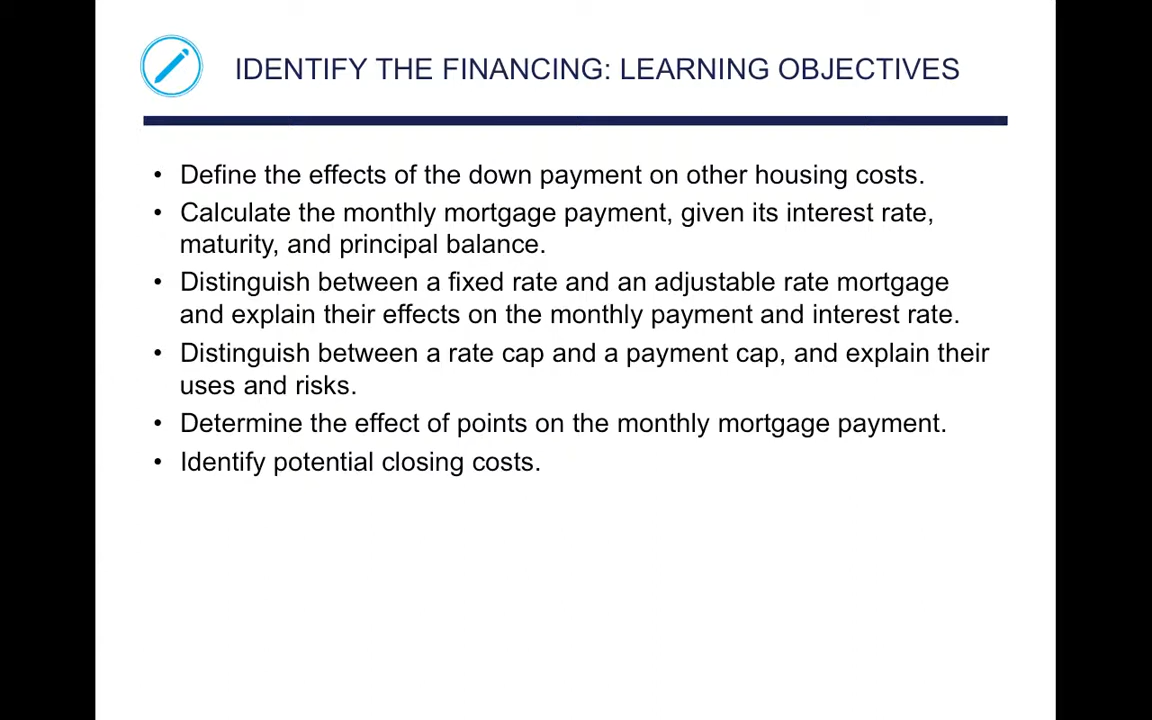 IDENTIFY THE FINANCING: LEARNING OBJECTIVES
• Define the effects of the down payment on other housing costs.
• Calculate the monthly mortgage payment, given its interest rate,
maturity, and principal balance.
• Distinguish between a fixed rate and an adjustable rate mortgage
and explain their effects on the monthly payment and interest rate.
• Distinguish between a rate cap and a payment cap, and explain their
uses and risks.
• Determine the effect of points on the monthly mortgage payment.
• Identify potential closing costs.